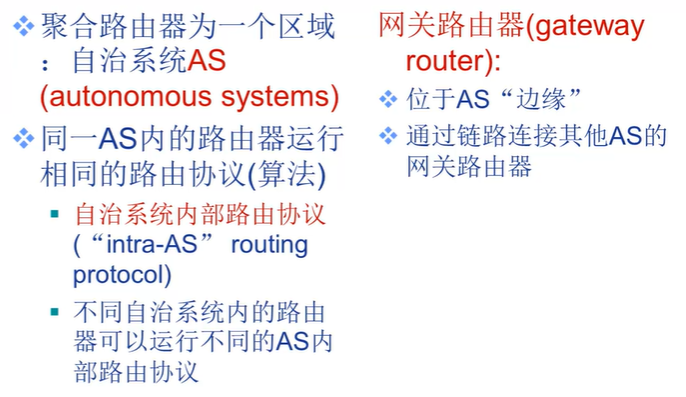 聚合路由器为一个区域
：自治系统AS
(autonomous systems)
同一AS内的路由器运行
相同的路由协议(算法)
自治系统内部路由协议
(“intra-AS” routing
protocol)
不同自治系统内的路由
器可以运行不同的AS内
部路由协议
网关路由器(gateway
router):
位于AS“边缘”
通过链路连接其他AS的
网关路由器